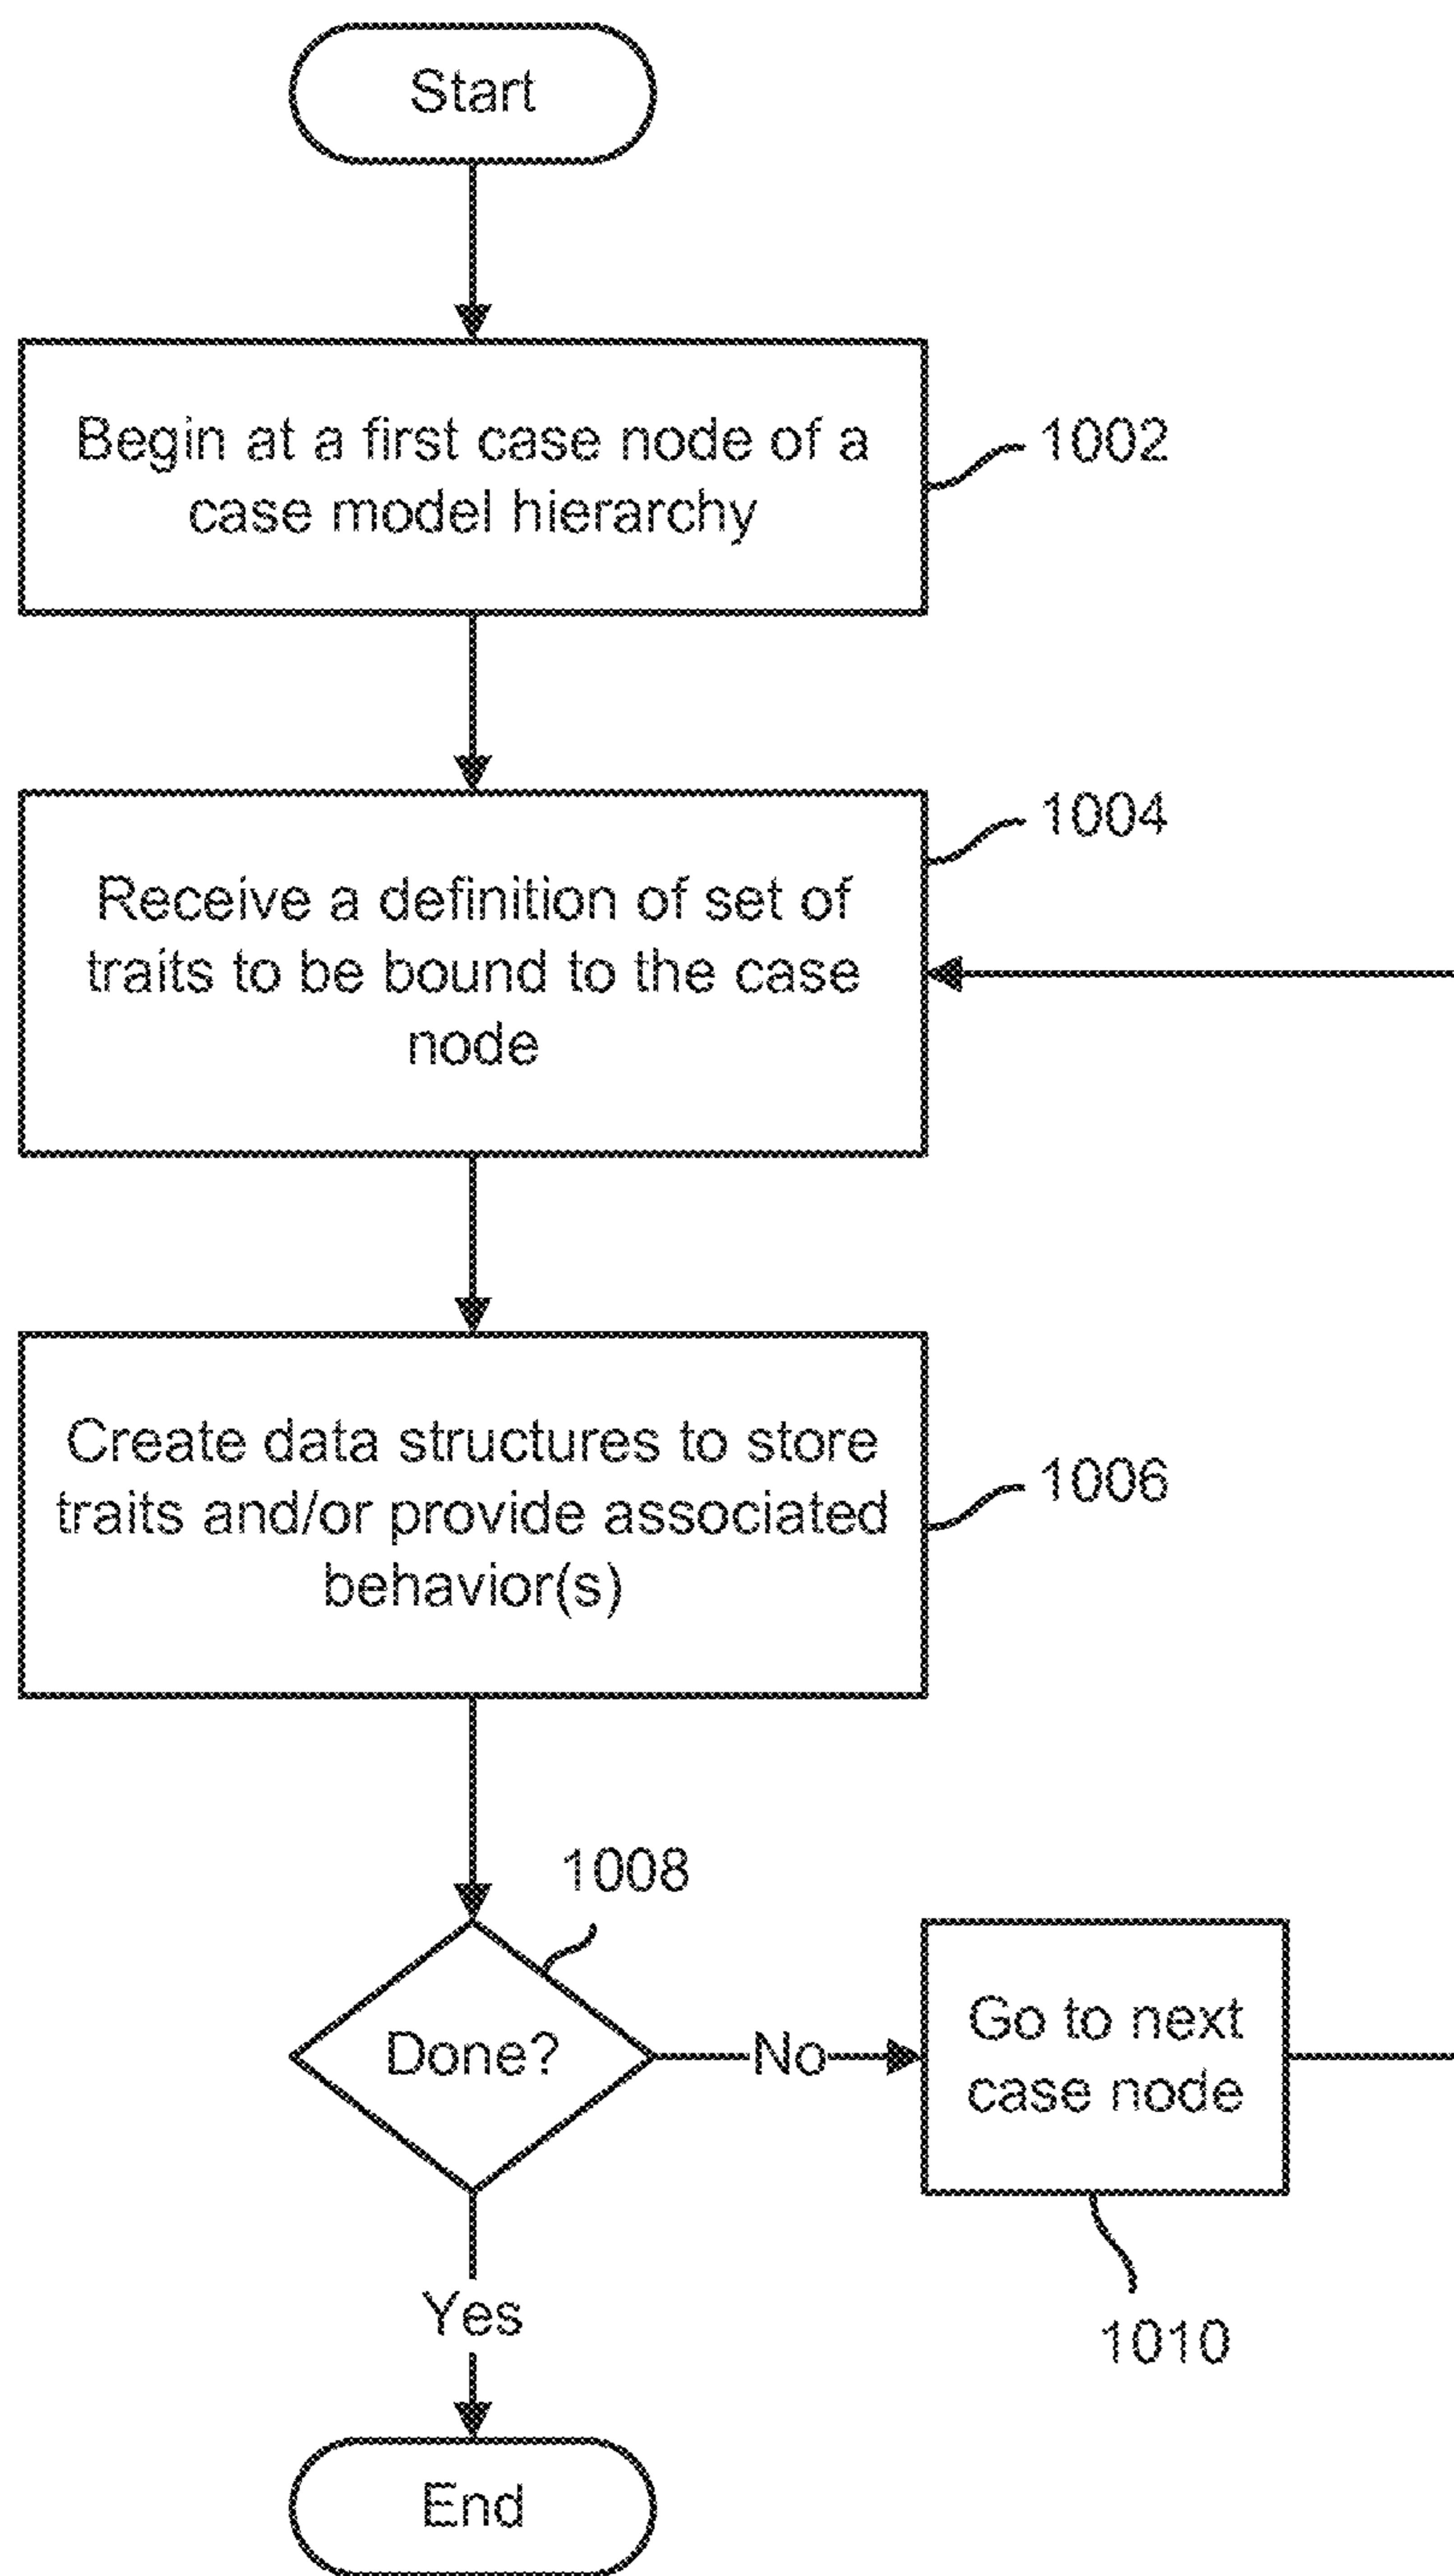 Start
Begin at a first case node of a
case model hierarchy
1002
1004
Receive a definition of set of
traits to be bound to the case
node
Create data structures to store
traits and/or provide associated
behavior(s)
1006
1008
Done?
No
Go to next
case node
Yes
1010
End